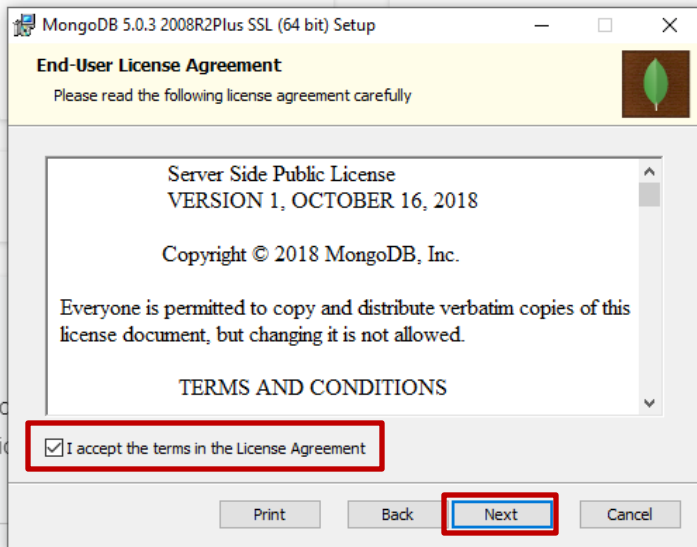 MongoDB 5.0.3 2008R2Plus SSL (64 bit) Setup
End-User License Agreement
Please read the following license agreement carefully
Server Side Public License
VERSION 1, OCTOBER 16, 2018
Copyright © 2018 MongoDB, Inc.
Everyone is permitted to copy and distribute verbatim copies of this
license document, but changing it is not allowed.
TERMS AND CONDITIONS
I accept the terms in the License Agreement
Print Back Next Cancel